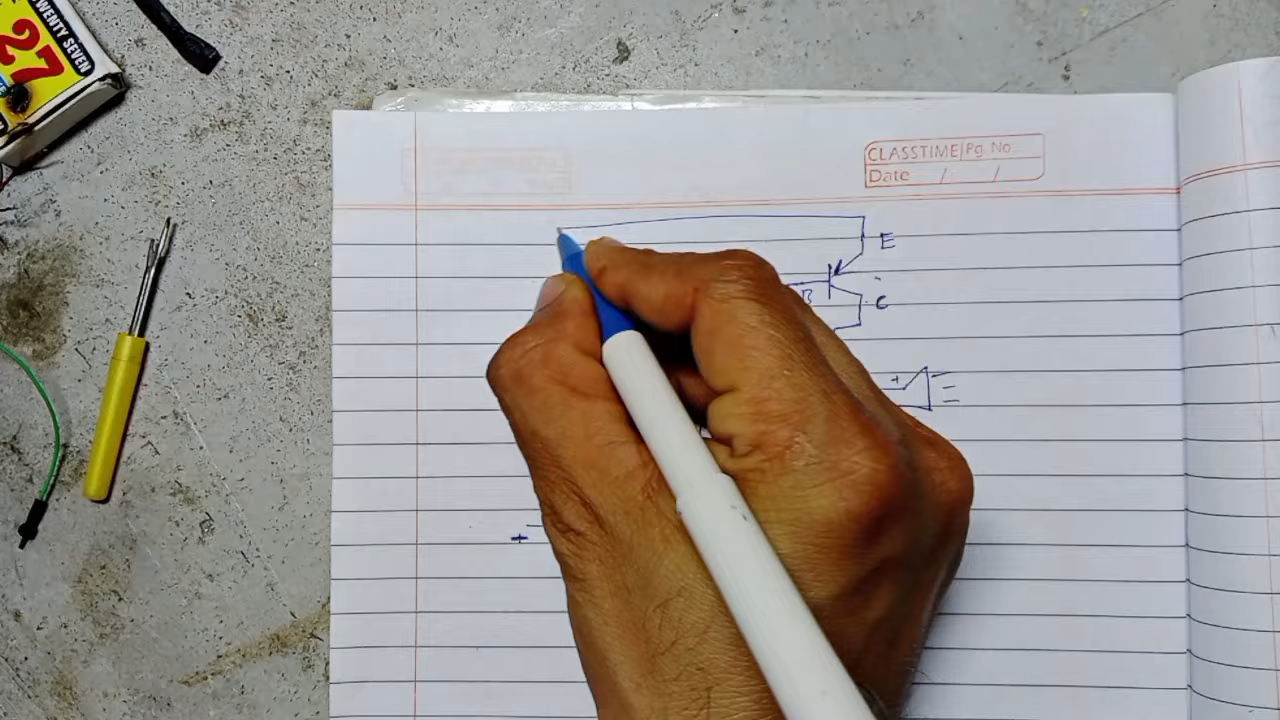 TWENTY SEVEN
27
CLASSTIME Pg. No.
Date / /
E
B
C
+
+